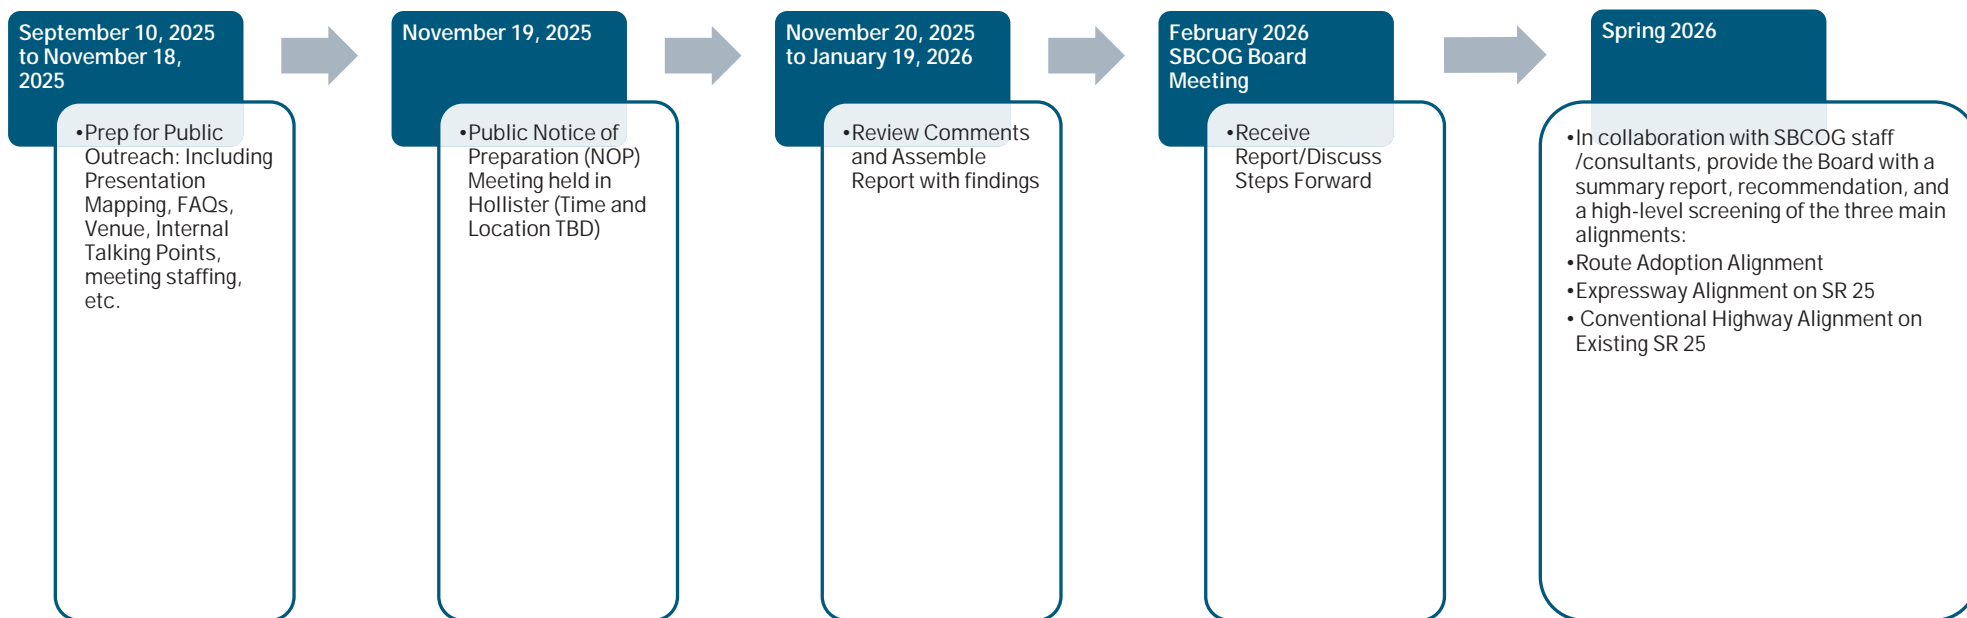 September 10, 2025
to November 18,
2025
•Prep for Public
Outreach: Including
Presentation
Mapping, FAQs,
Venue, Internal
Talking Points,
meeting staffing,
etc.
November 19, 2025
•Public Notice of
Preparation (NOP)
Meeting held in
Hollister (Time and
Location TBD)
November 20, 2025
to January 19, 2026
•Review Comments
and Assemble
Report with findings
February 2026
SBCOG Board
Meeting
•Receive
Report/Discuss
Steps Forward
Spring 2026
•In collaboration with SBCOG staff
/consultants, provide the Board with a
summary report, recommendation, and
a high-level screening of the three main
alignments:
•Route Adoption Alignment
•Expressway Alignment on SR 25
• Conventional Highway Alignment on
Existing SR 25